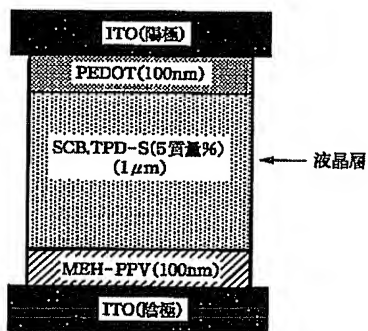 ITO(陽極)
PEDOT(100nm)
5CB,TPD-S(5質量%)
(1μm)
液晶層
MEH-PPV(100nm)
ITO(陰極)